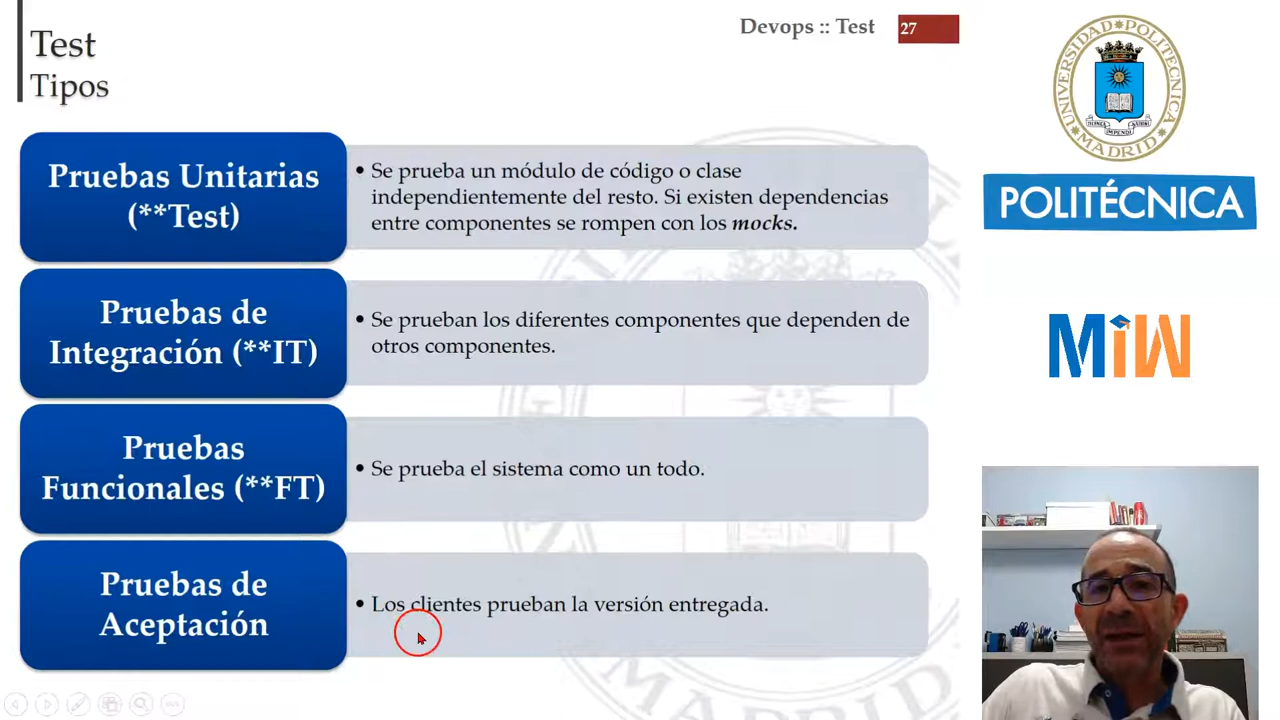 Test
Tipos
Devops :: Test
27
Pruebas Unitarias
(**Test)
• Se prueba un módulo de código o clase
independientemente del resto. Si existen dependencias
entre componentes se rompen con los mocks.
Pruebas de
Integración (**IT)
• Se prueban los diferentes componentes que dependen de
otros componentes.
Pruebas
Funcionales (**FT)
• Se prueba el sistema como un todo.
Pruebas de
Aceptación
• Los clientes prueban la versión entregada.
UNIVERSIDAD POLITECNICA
MADRID
POLITÉCNICA
MiW